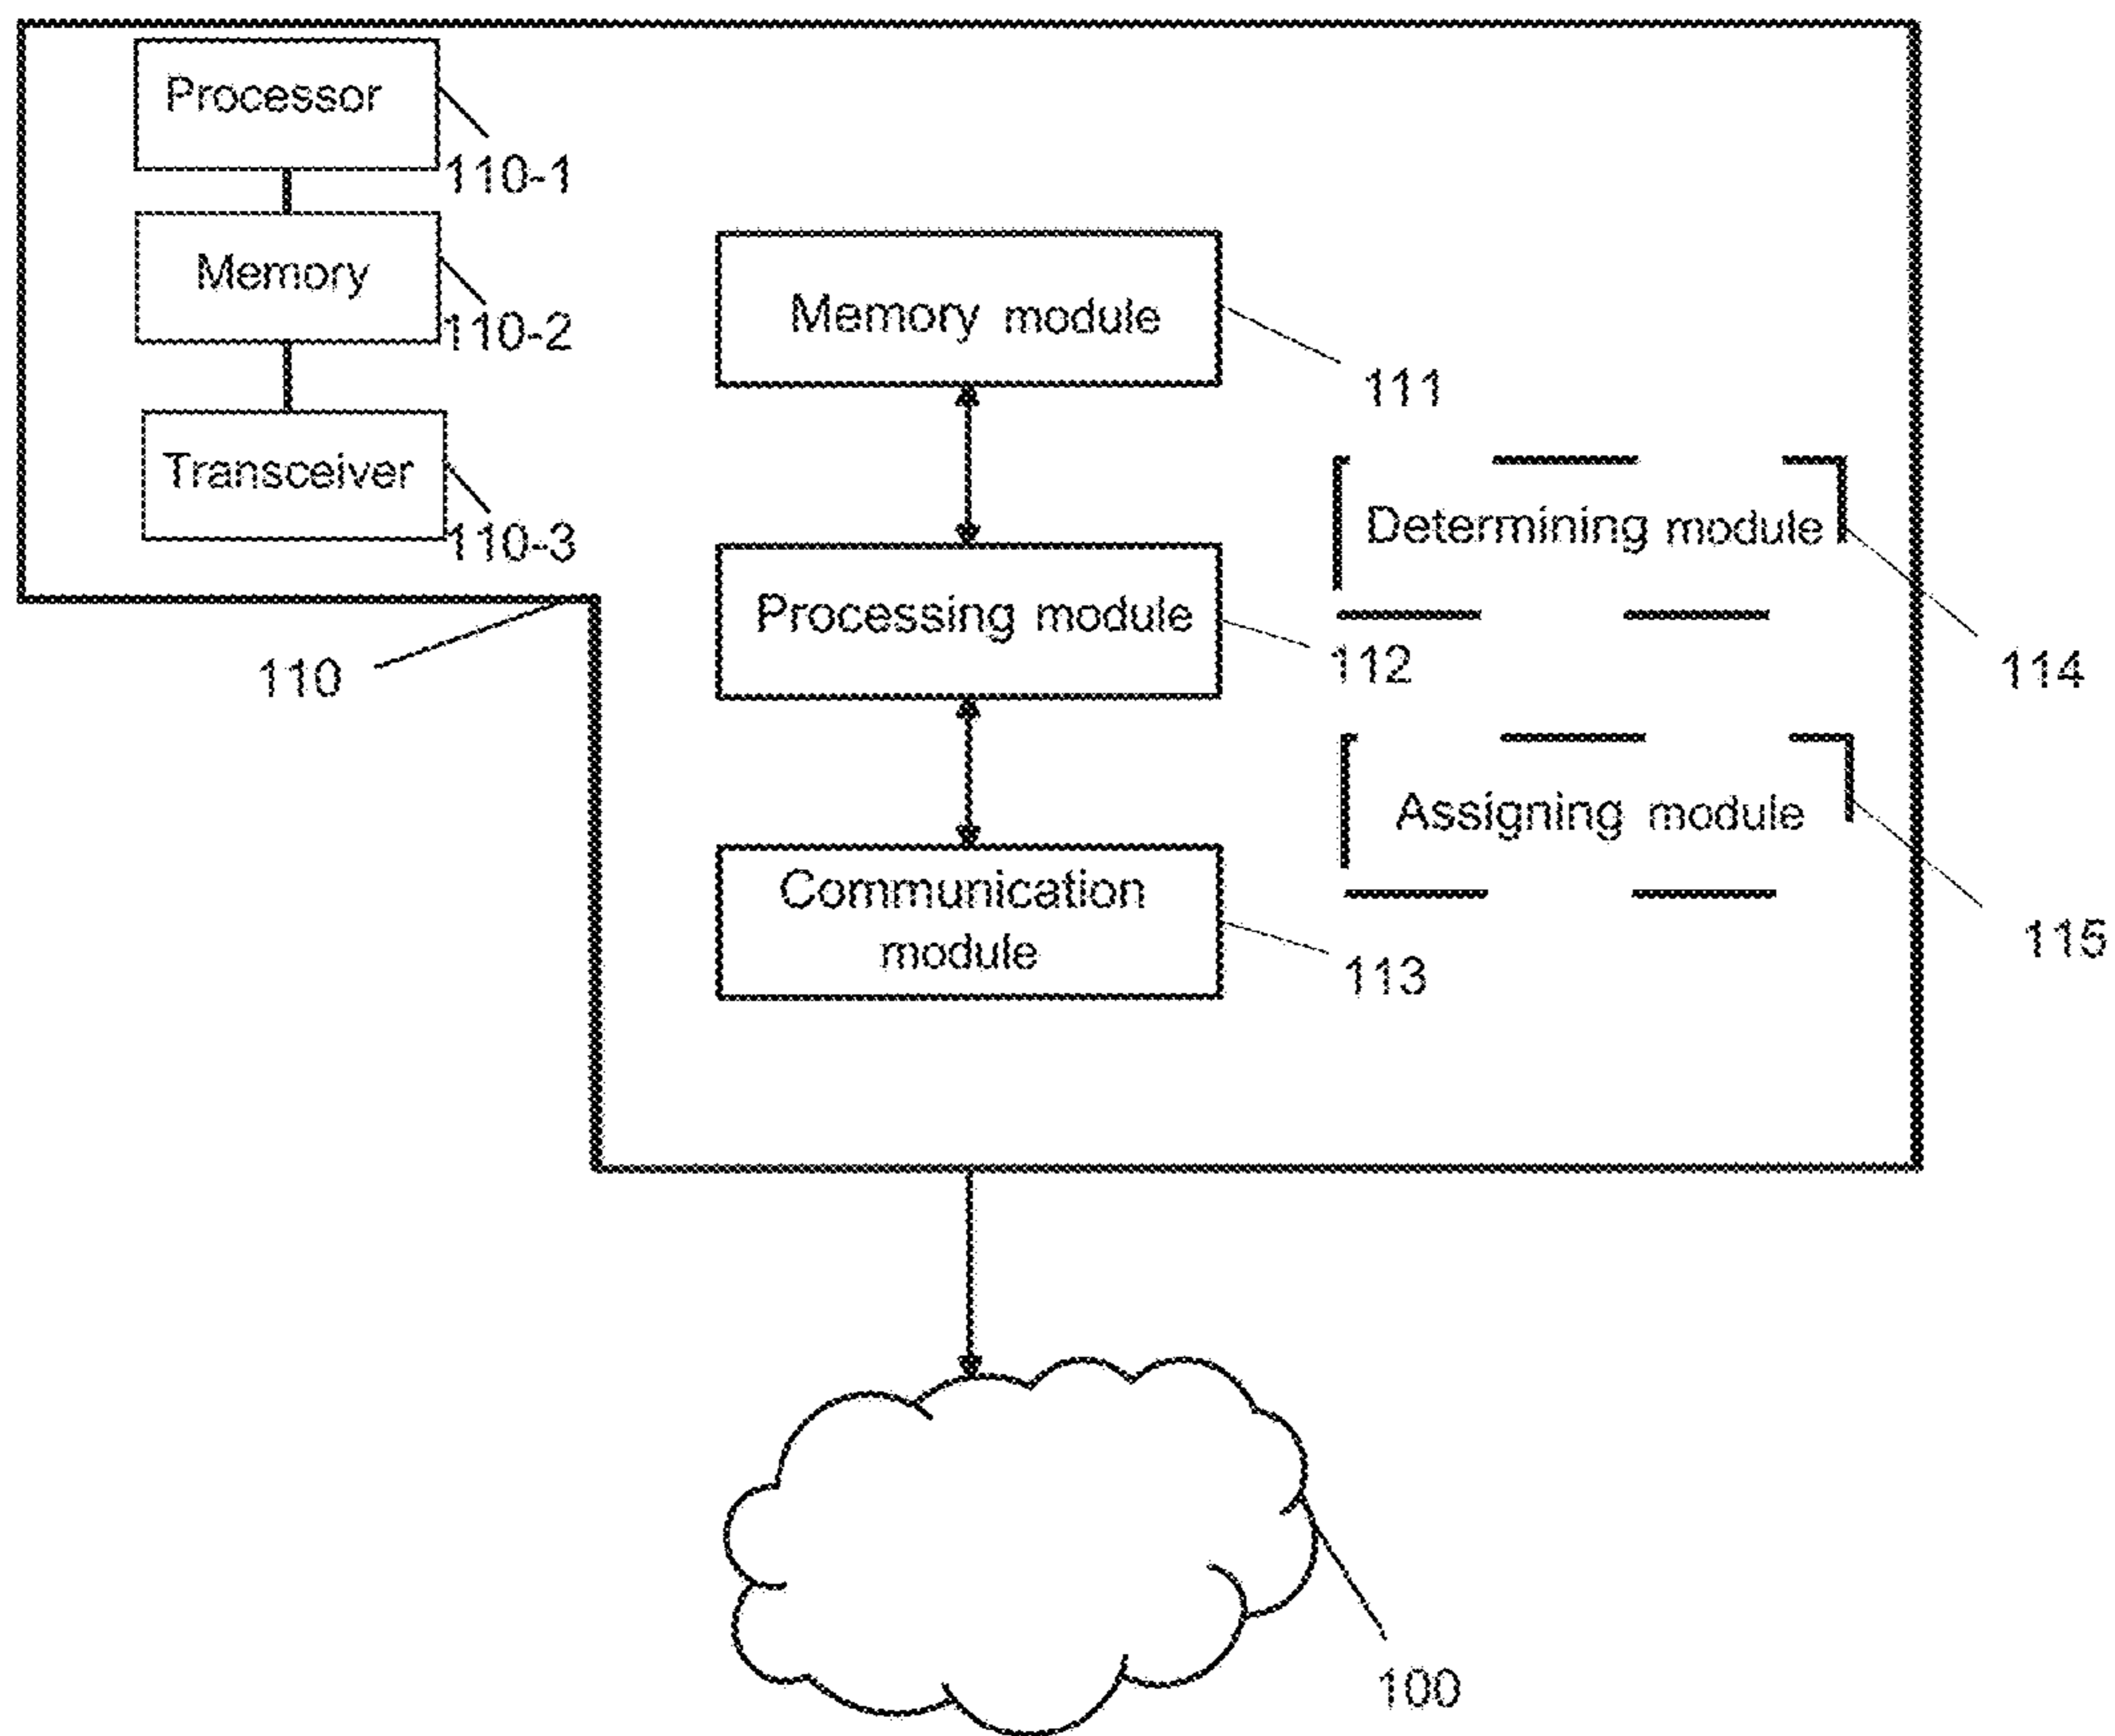 Processor
110-1
Memory
110-2
Transceiver
110-3
110
Memory module
111
Processing module
112
Communication
module
113
Determining module
114
Assigning module
115
100